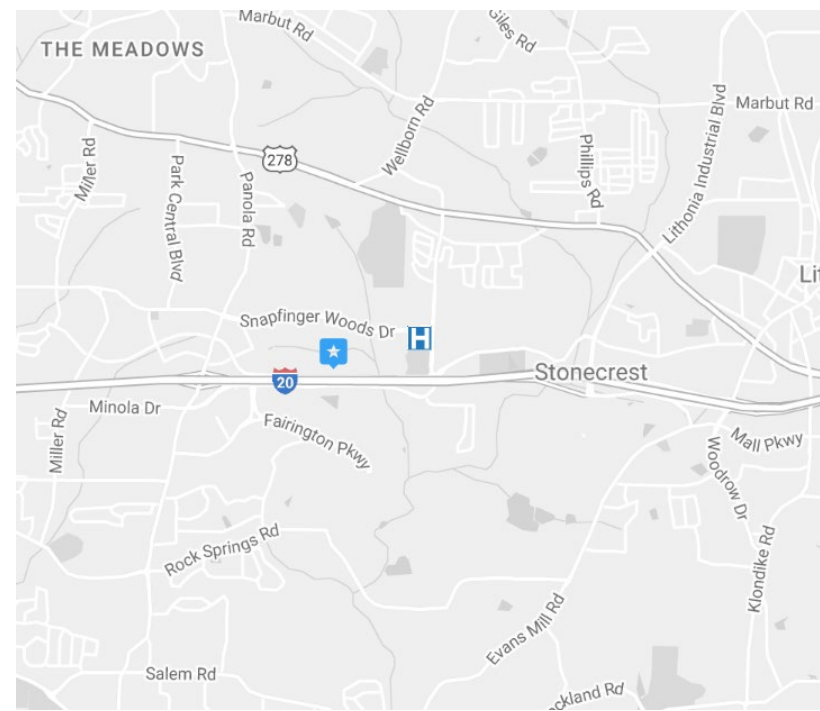 Marbut Rd
Giles Rd
THE MEADOWS
Marbut Rd
Wellborn Rd
Lithonia Industrial Blvd
278
Miller Rd
Park Central Blvd
Panola Rd
Phillips Rd
Lit
Snapfinger Woods Dr
H
Stonecrest
20
Minola Dr
Miller Rd
Fairington Pkwy
Mall Pkwy
Woodrow Dr
Rock Springs Rd
Klondike Rd
Evans Mill Rd
Salem Rd
ckland Rd